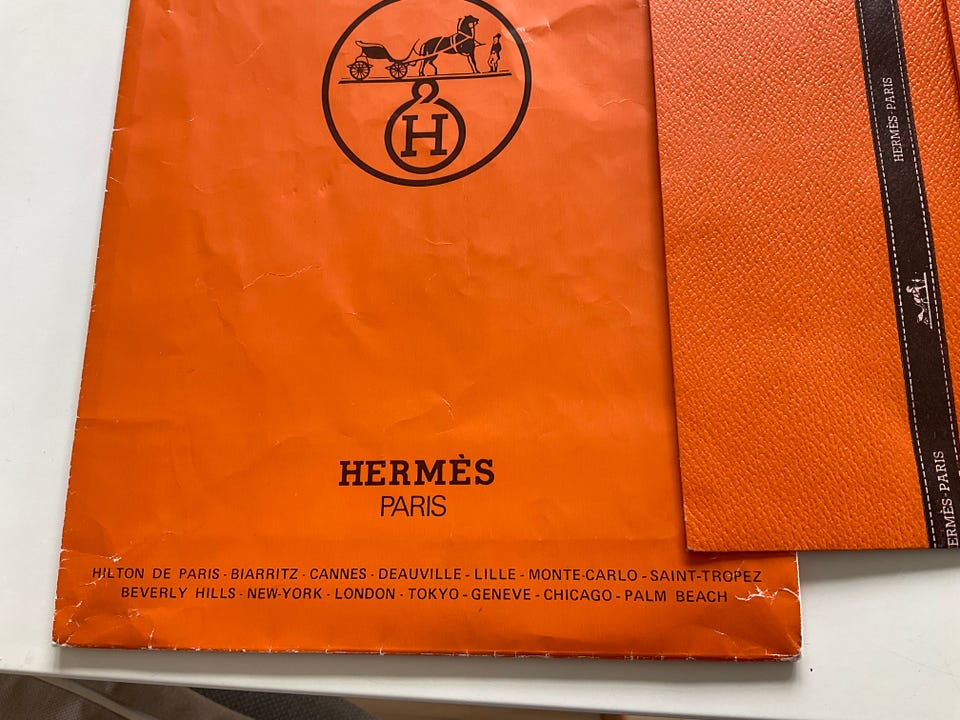 H
HERMÈS
PARIS
HILTON DE PARIS - BIARRITZ - CANNES - DEAUVILLE - LILLE - MONTE-CARLO - SAINT-TROPEZ
BEVERLY HILLS - NEW-YORK - LONDON - TOKYO - GENEVE - CHICAGO - PALM BEACH
HERMÈS-PARIS
ERMÈS-PARIS